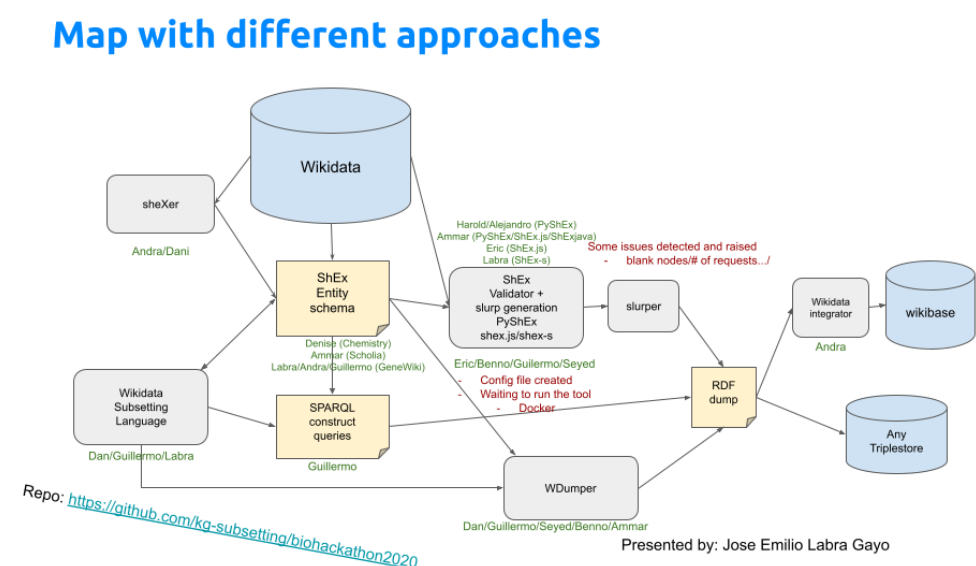 Map with different approaches
Wikidata
sheXer
Andra/Dani
Harold/Alejandro (PyShEx)
Ammar (PyShEx/ShEx.js/ShExjava)
Eric (ShEx.js)
Labra (ShEx-s)
Some issues detected and raised
- blank nodes/# of requests.../
ShEx
Entity
schema
ShEx
Validator +
slurp generation
PyShEx
shex.js/shex-s
slurper
Wikidata
integrator
Andra
wikibase
Denise (Chemistry)
Ammar (Scholia)
Labra/Andra/Guillermo (GeneWiki)
Eric/Benno/Guilermo/Seyed
- Config file created
- Waiting to run the tool
- Docker
Wikidata
Subsetting
Language
Dan/Guillermo/Labra
SPARQL
construct
queries
Guillermo
RDF
dump
Any
Triplestore
WDumper
Dan/Guillermo/Seyed/Benno/Ammar
Repo: https://github.com/kg-subsetting/biohackathon2020
Presented by: Jose Emilio Labra Gayo